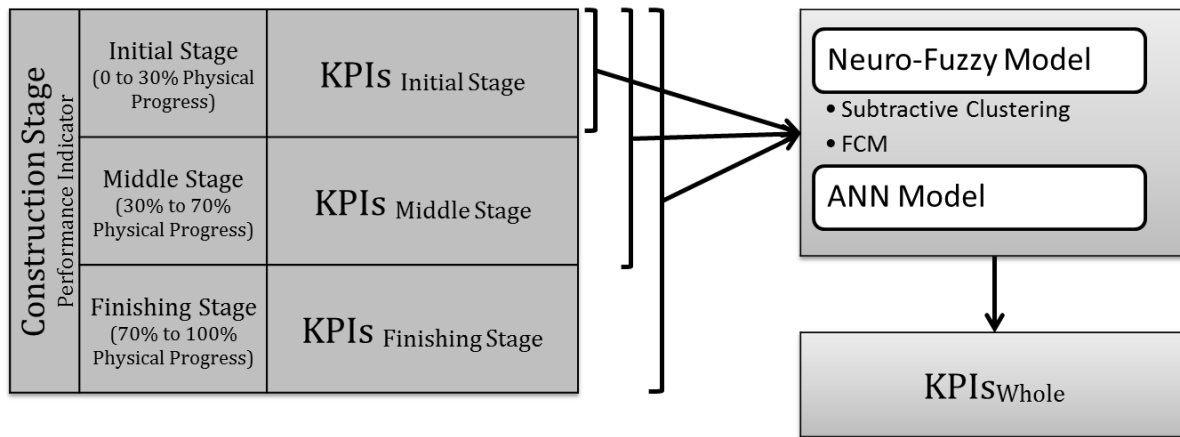 Construction Stage
Performance Indicator
Initial Stage
(0 to 30% Physical
Progress)
KPIs Initial Stage
Middle Stage
(30% to 70%
Physical Progress)
KPIs Middle Stage
Finishing Stage
(70% to 100%
Physical Progress)
KPIs Finishing Stage
Neuro-Fuzzy Model
• Subtractive Clustering
• FCM
ANN Model
KPIsWhole